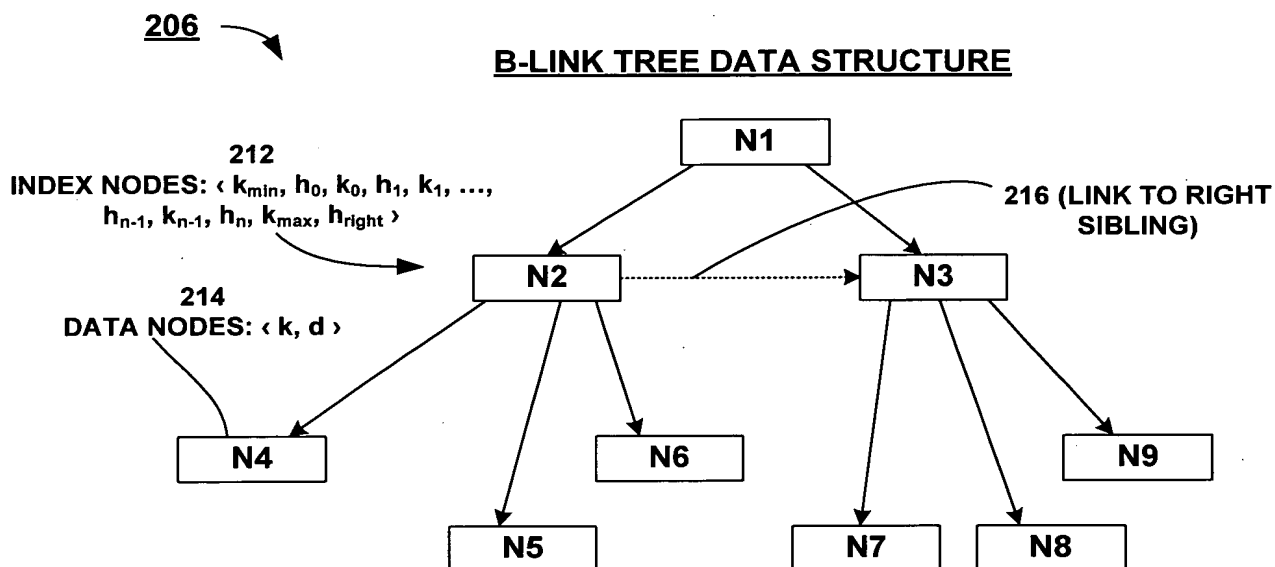 206
B-LINK TREE DATA STRUCTURE
N1
212
INDEX NODES: ‹ kmin, h0, k0, h1, k1, …,
hn-1, kn-1, hn, kmax, hright ›
216 (LINK TO RIGHT
SIBLING)
N2
N3
214
DATA NODES: ‹ k, d ›
N4
N6
N9
N5
N7
N8